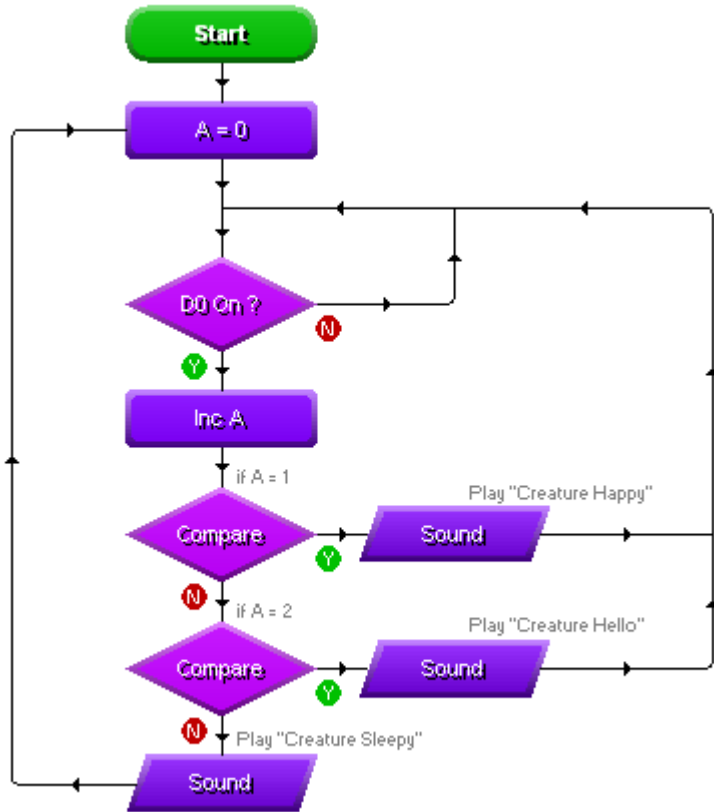 Start
A = 0
D0 On ?
N
Y
Inc A
if A = 1
Play "Creature Happy"
Compare
Sound
Y
N
if A = 2
Play "Creature Hello"
Compare
Sound
Y
N
Play "Creature Sleepy"
Sound